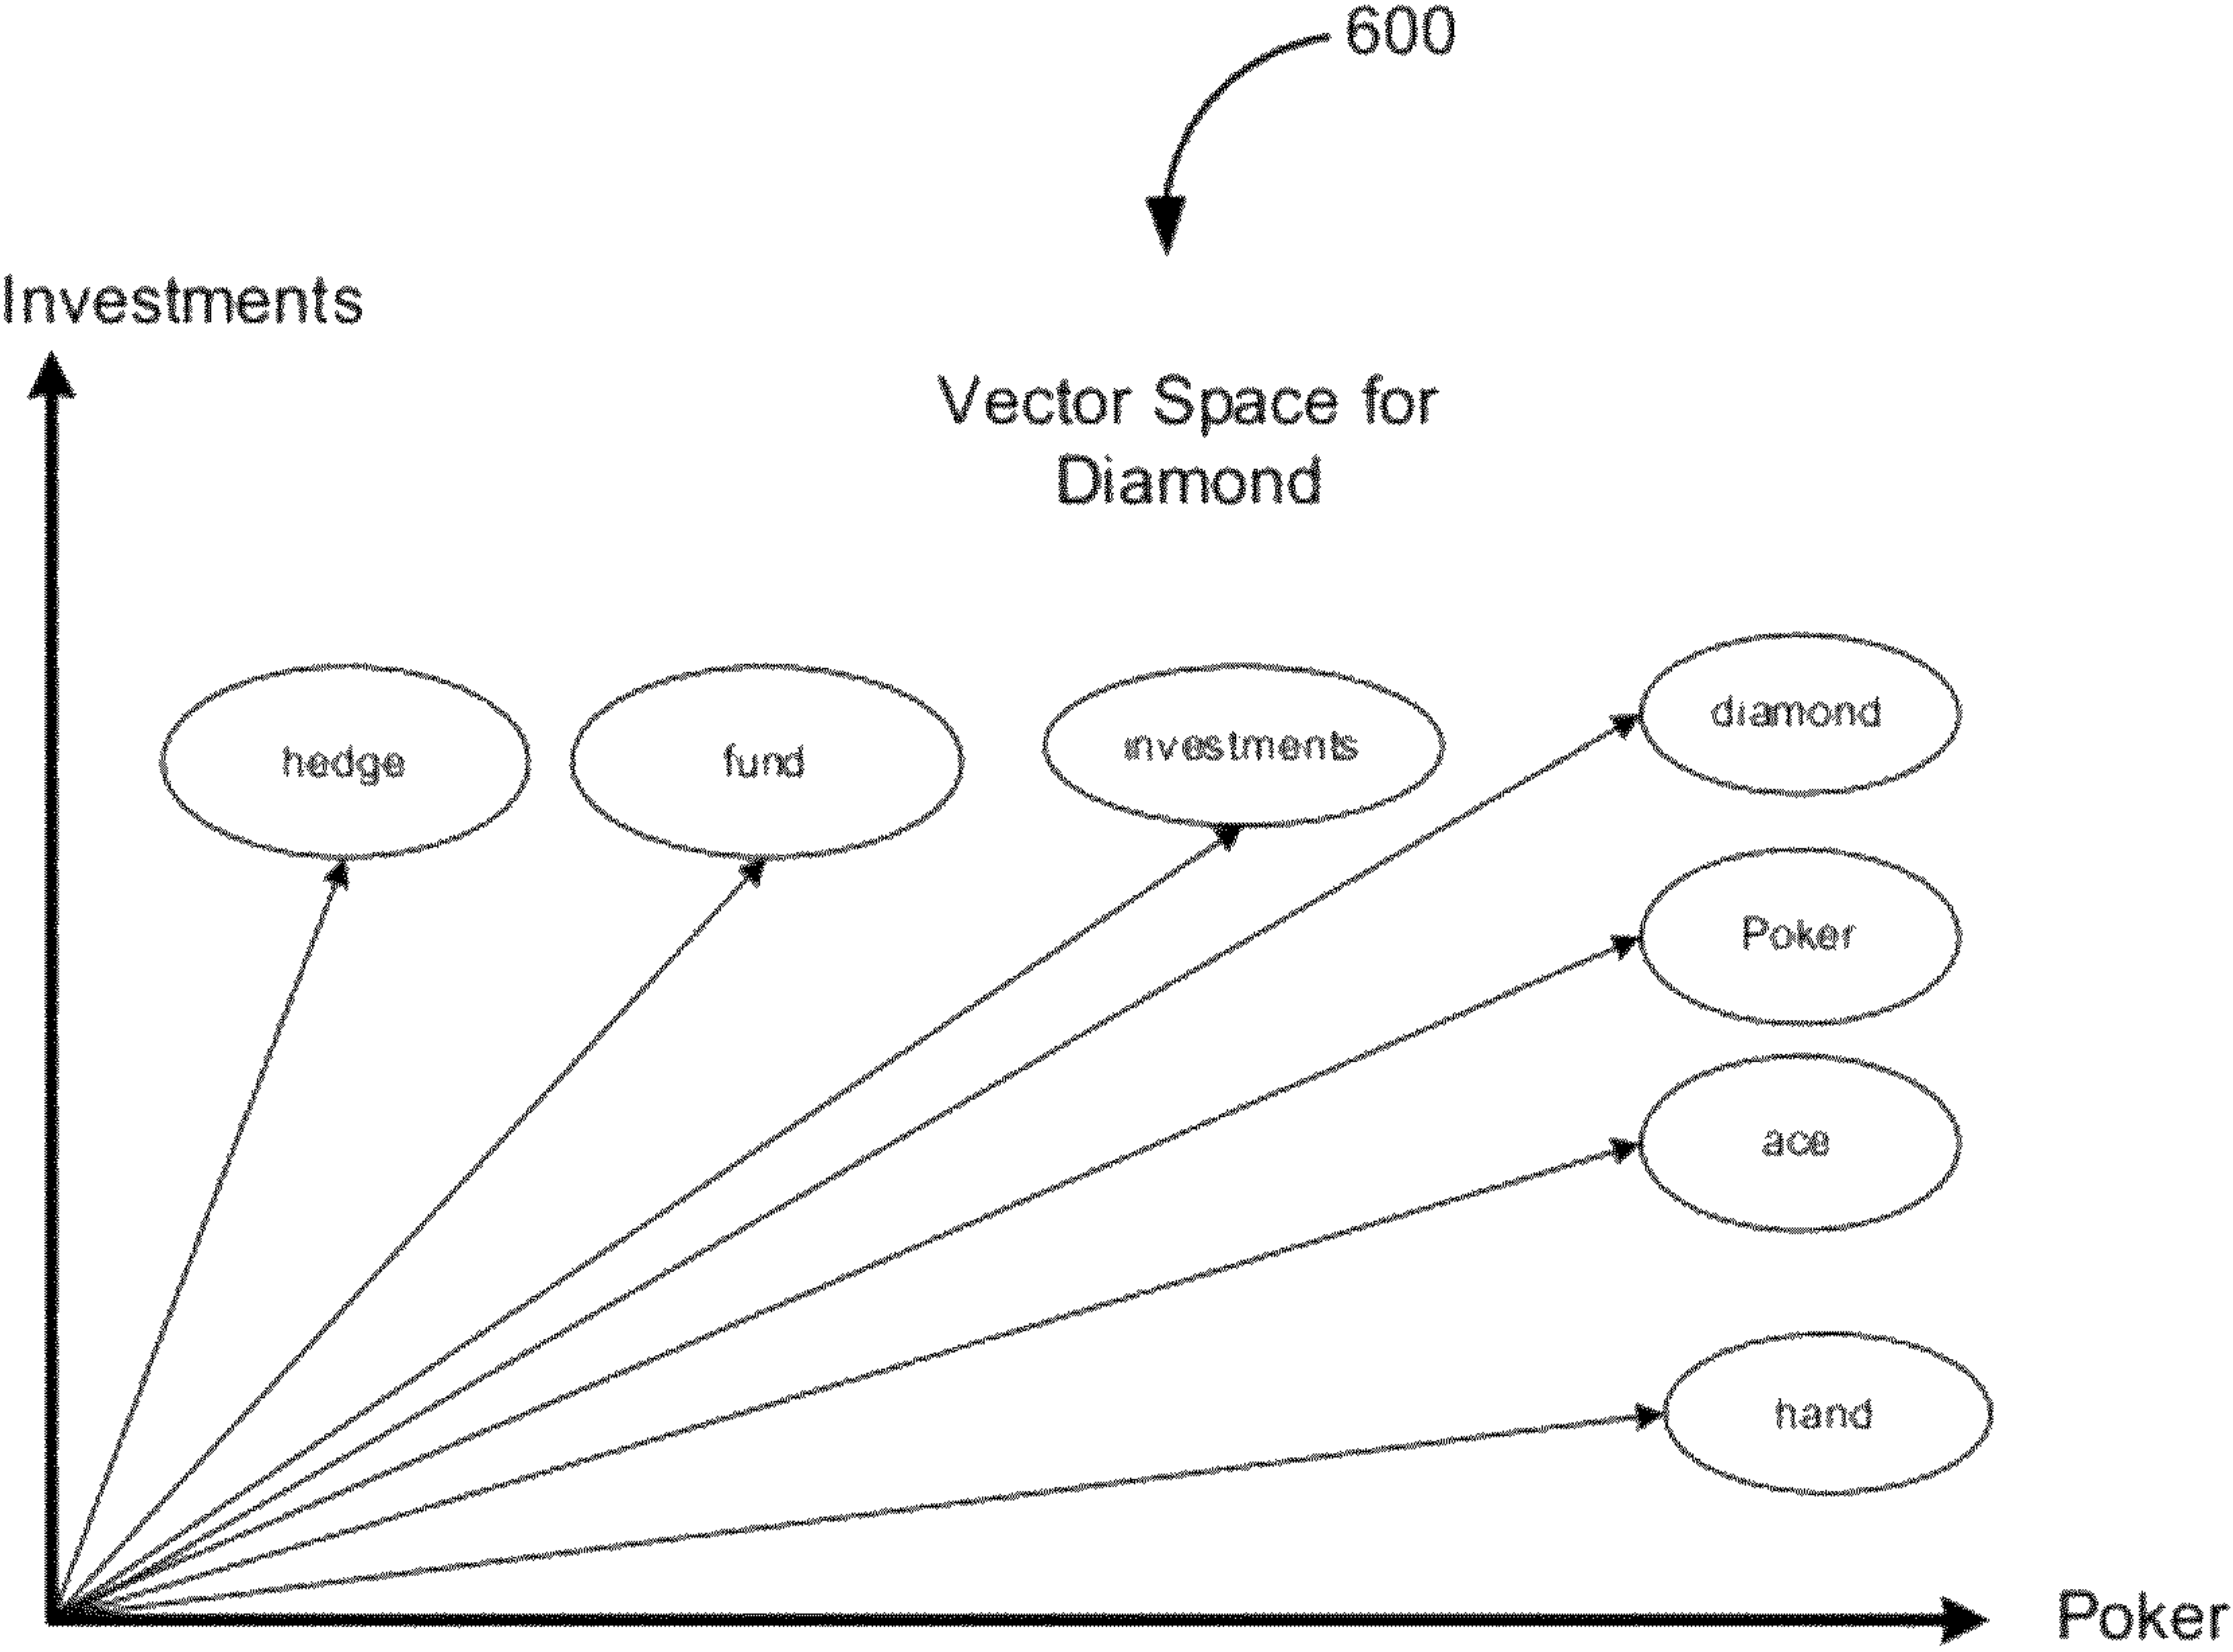 600
Investments
Vector Space for
Diamond
hedge
fund
investments
diamond
Poker
ace
hand
Poker